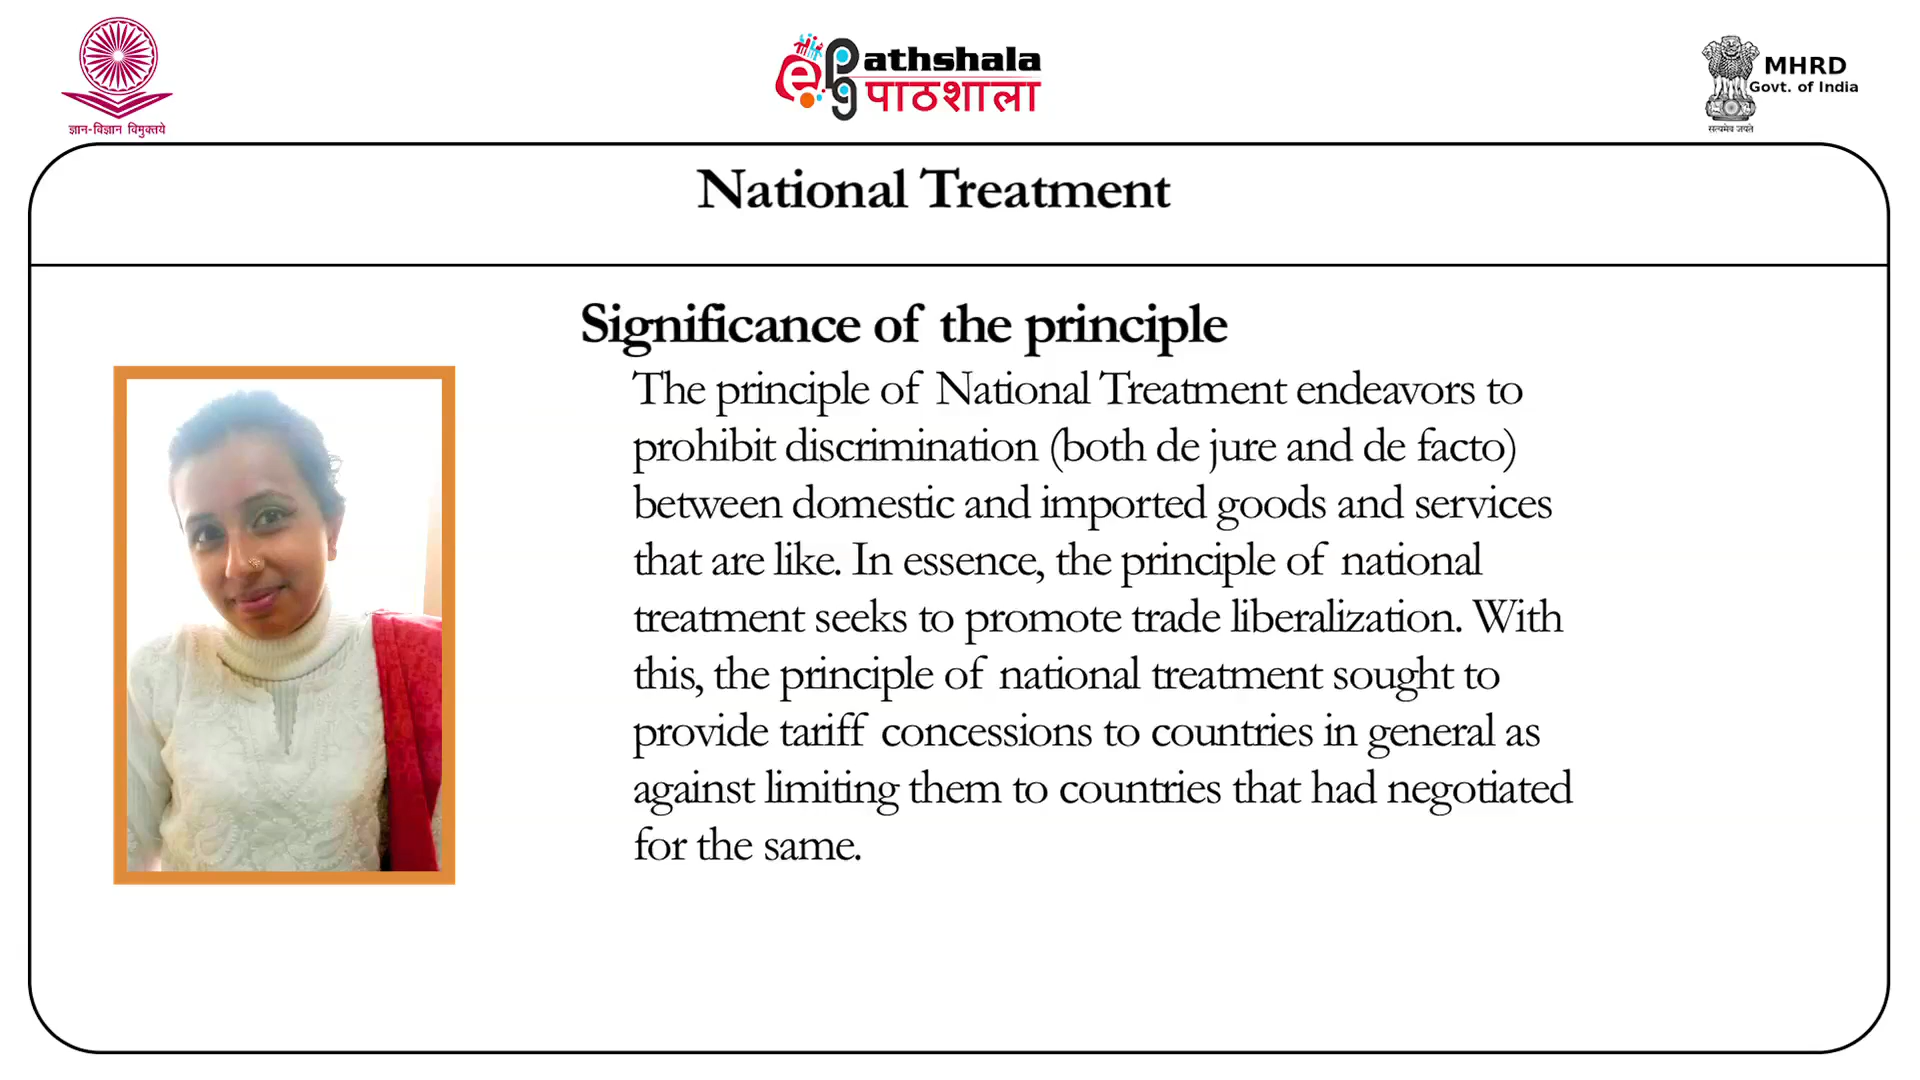 ज्ञान-विज्ञान विमुक्तये
ePathshala
pg पाठशाला
MHRD
Govt. of India
सत्यमेव जयते
National Treatment
Significance of the principle
The principle of National Treatment endeavors to
prohibit discrimination (both de jure and de facto)
between domestic and imported goods and services
that are like. In essence, the principle of national
treatment seeks to promote trade liberalization. With
this, the principle of national treatment sought to
provide tariff concessions to countries in general as
against limiting them to countries that had negotiated
for the same.